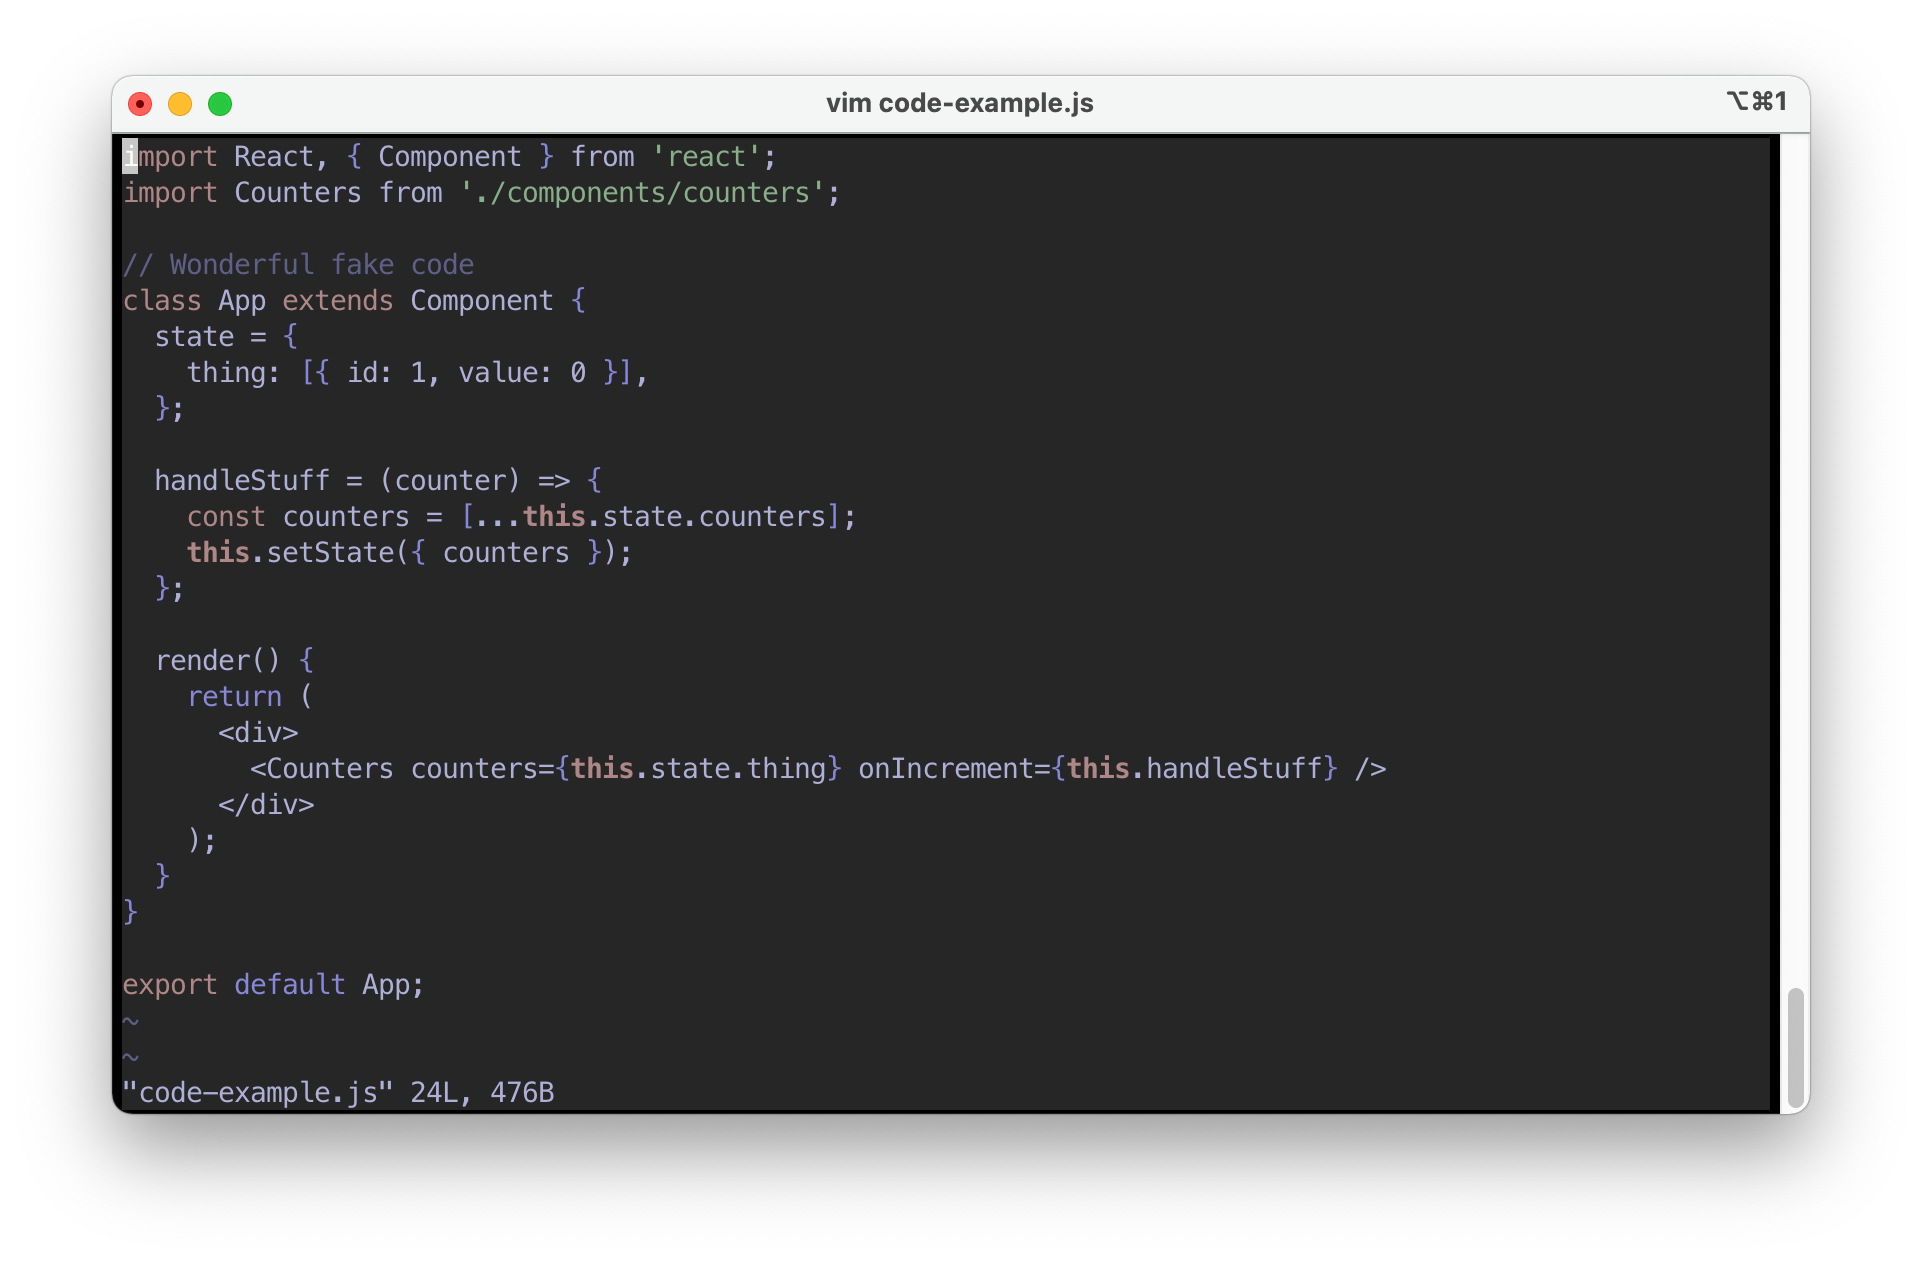 vim code-example.js
⌥⌘1
import React, { Component } from 'react';
import Counters from './components/counters';

// Wonderful fake code
class App extends Component {
  state = {
    thing: [{ id: 1, value: 0 }],
  };

  handleStuff = (counter) => {
    const counters = [...this.state.counters];
    this.setState({ counters });
  };

  render() {
    return (
      <div>
        <Counters counters={this.state.thing} onIncrement={this.handleStuff} />
      </div>
    );
  }
}

export default App;
~
~
"code-example.js" 24L, 476B